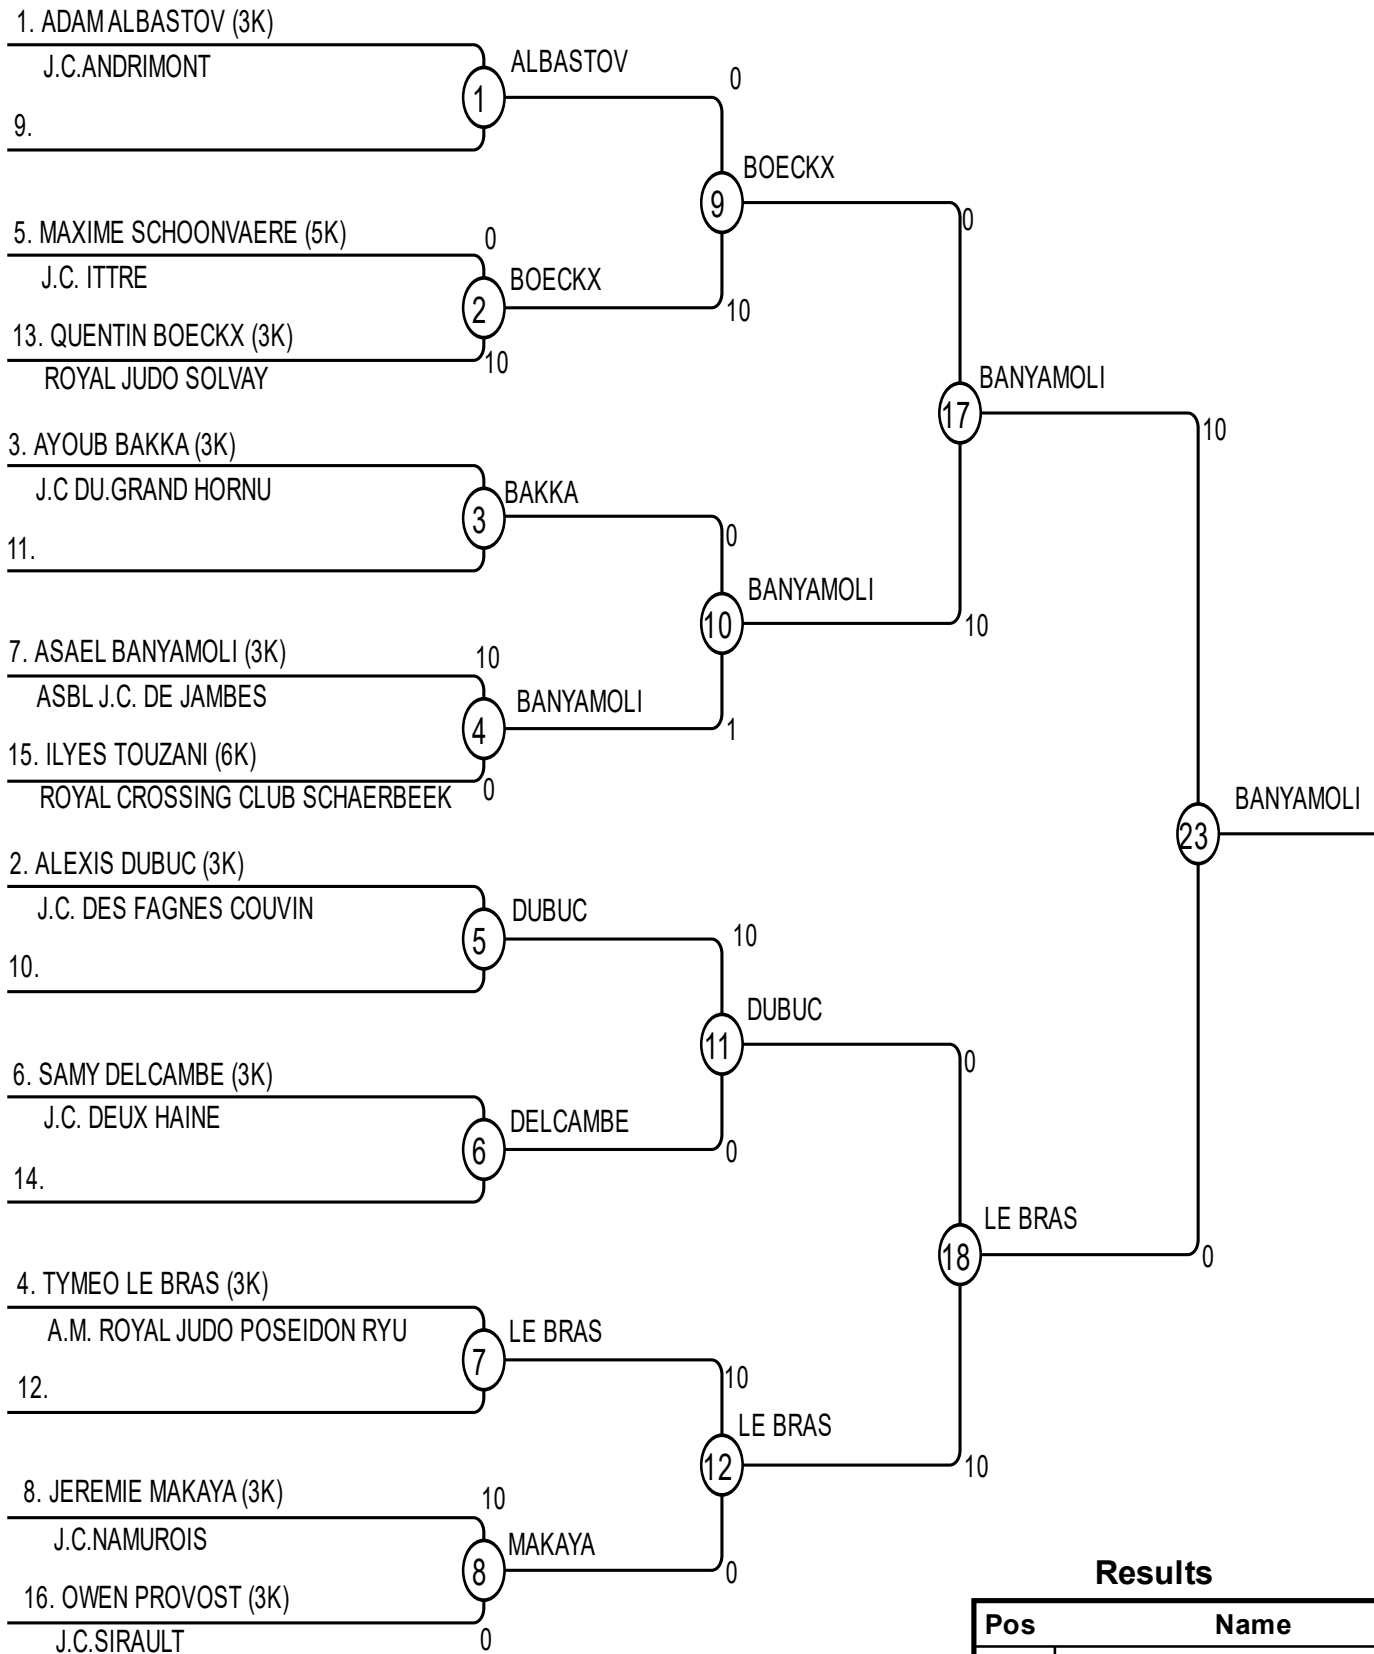 1. ADAM ALBASTOV (3K)
J.C.ANDRIMONT
9.
1
ALBASTOV
0
5. MAXIME SCHOONVAERE (5K)
0
J.C. ITTRE
2
BOECKX
13. QUENTIN BOECKX (3K)
10
ROYAL JUDO SOLVAY
9
BOECKX
10
0
3. AYOUB BAKKA (3K)
J.C DU.GRAND HORNU
11.
3
BAKKA
0
7. ASAEL BANYAMOLI (3K)
10
ASBL J.C. DE JAMBES
4
BANYAMOLI
15. ILYES TOUZANI (6K)
0
ROYAL CROSSING CLUB SCHAERBEEK
10
BANYAMOLI
1
10
17
BANYAMOLI
10
2. ALEXIS DUBUC (3K)
J.C. DES FAGNES COUVIN
10.
5
DUBUC
10
6. SAMY DELCAMBE (3K)
J.C. DEUX HAINE
14.
6
DELCAMBE
0
11
DUBUC
0
4. TYMEO LE BRAS (3K)
A.M. ROYAL JUDO POSEIDON RYU
12.
7
LE BRAS
10
8. JEREMIE MAKAYA (3K)
10
J.C.NAMUROIS
8
MAKAYA
16. OWEN PROVOST (3K)
0
J.C.SIRAULT
12
LE BRAS
0
10
18
LE BRAS
0
23
BANYAMOLI
Results
Pos Name